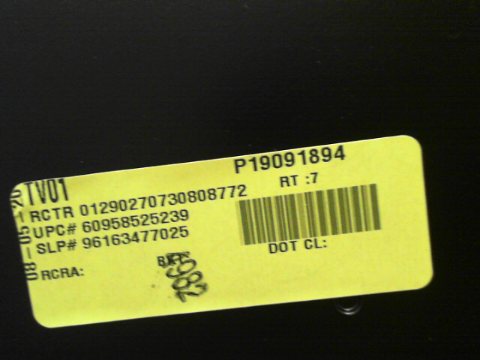 P19091894
TV01
RT :7
RCTR 01290270730808772
UPC# 60958525239
SLP# 96163477025
DOT CL:
RCRA: